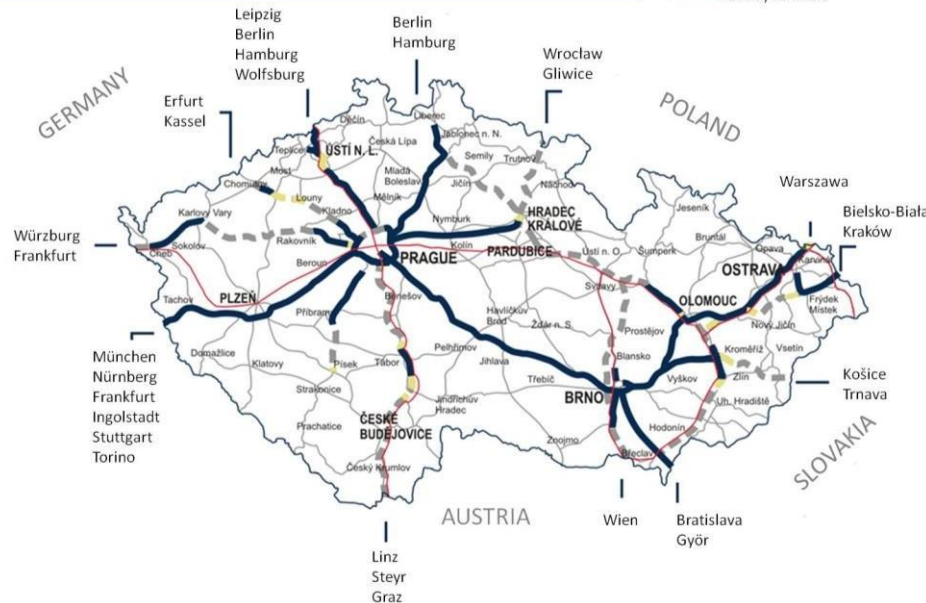 Leipzig
Berlin
Hamburg
Wolfsburg
Berlin
Hamburg
Wrocław
Gliwice
GERMANY
POLAND
Erfurt
Kassel
Warszawa
Bielsko-Biała
Kraków
Würzburg
Frankfurt
Děčín
Liberec
Jablonec n. N.
Teplice
ÚSTÍ N. L.
Česká Lípa
Semily
Trutnov
Most
Chomutov
Mladá
Boleslav
Jičín
Náchod
Louny
Mělník
Karlovy Vary
Kladno
Nymburk
HRADEC
KRÁLOVÉ
Jeseník
Sokolov
Cheb
Rakovník
Beroun
PRAGUE
Kolín
PARDUBICE
Ústí n. O.
Šumperk
Bruntál
Opava
Karviná
OSTRAVA
Tachov
PLZEŇ
Benešov
Příbram
Svitavy
OLOMOUC
Frýdek
Místek
Nový Jičín
Havlíčkův
Brod
Žďár n. S.
Prostějov
Domažlice
Klatovy
Písek
Tábor
Pelhřimov
Jihlava
Blansko
Kroměříž
Vsetín
Strakonice
Jindřichův
Hradec
Třebíč
BRNO
Vyškov
Zlín
Uh. Hradiště
Prachatice
ČESKÉ
BUDĚJOVICE
Znojmo
Hodonín
Břeclav
Český Krumlov
München
Nürnberg
Frankfurt
Ingolstadt
Stuttgart
Torino
Košice
Trnava
SLOVAKIA
AUSTRIA
Wien
Bratislava
Györ
Linz
Steyr
Graz